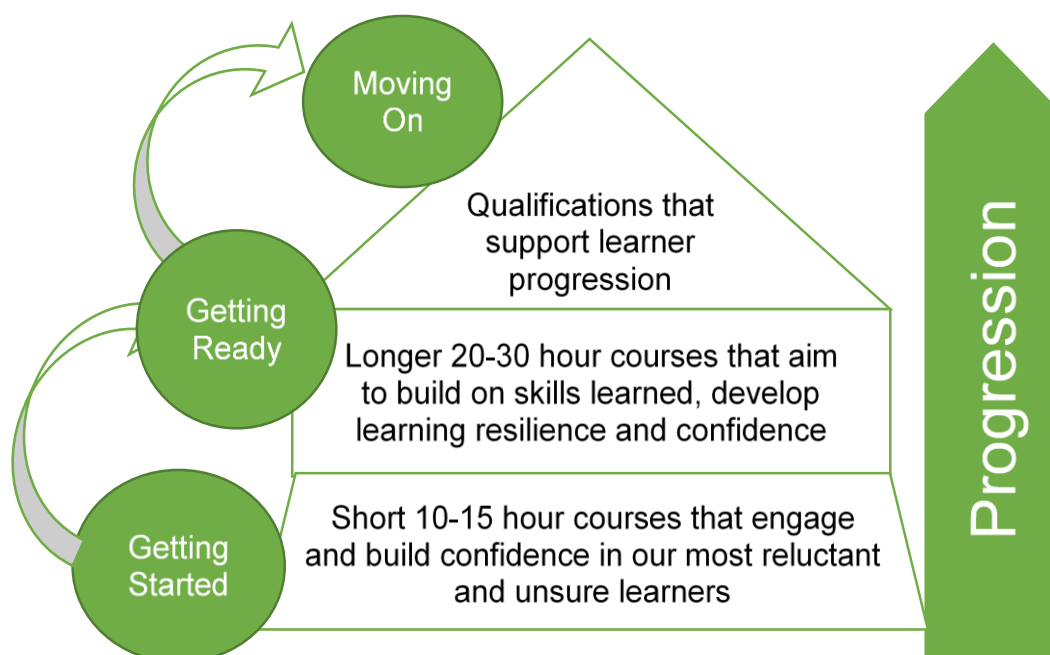 Moving
On
Qualifications that
support learner
progression
Getting
Ready
Longer 20-30 hour courses that aim
to build on skills learned, develop
learning resilience and confidence
Getting
Started
Short 10-15 hour courses that engage
and build confidence in our most reluctant
and unsure learners
Progression